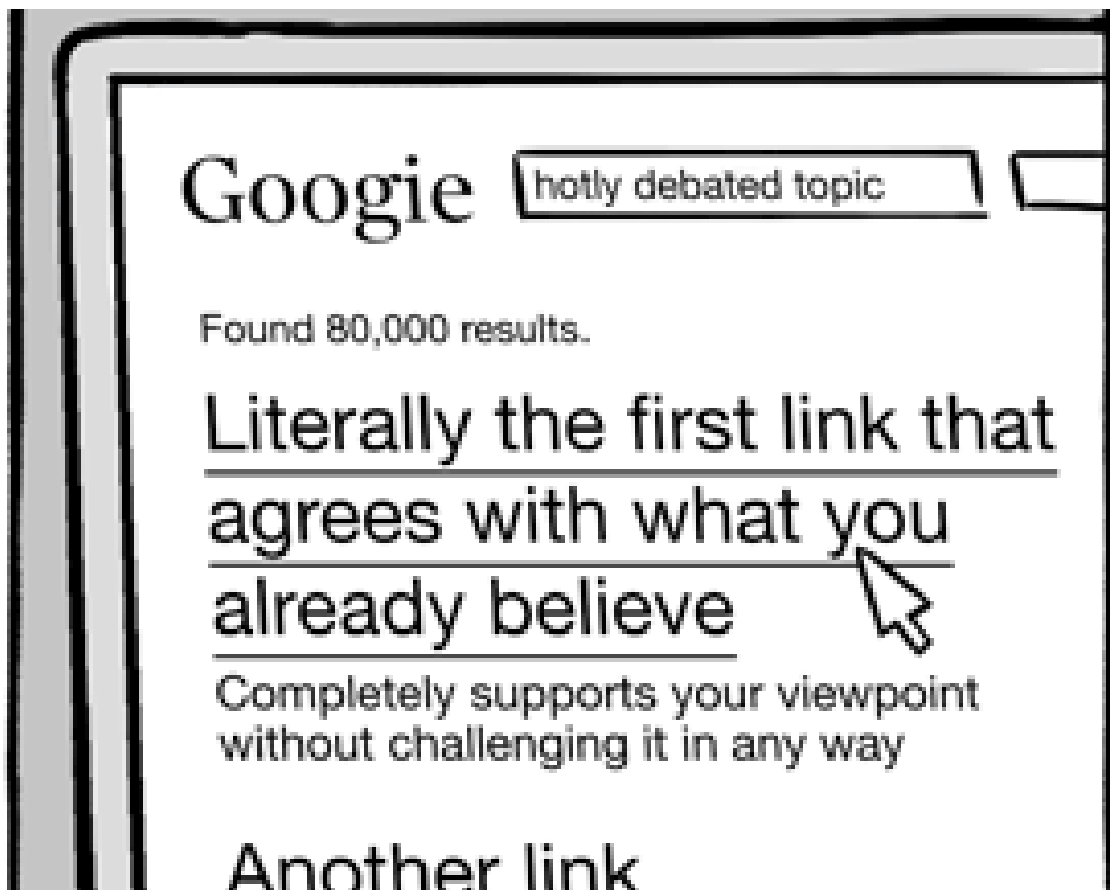 Googie hotly debated topic
Found 80,000 results.
Literally the first link that
agrees with what you
already believe
Completely supports your viewpoint
without challenging it in any way
Another link